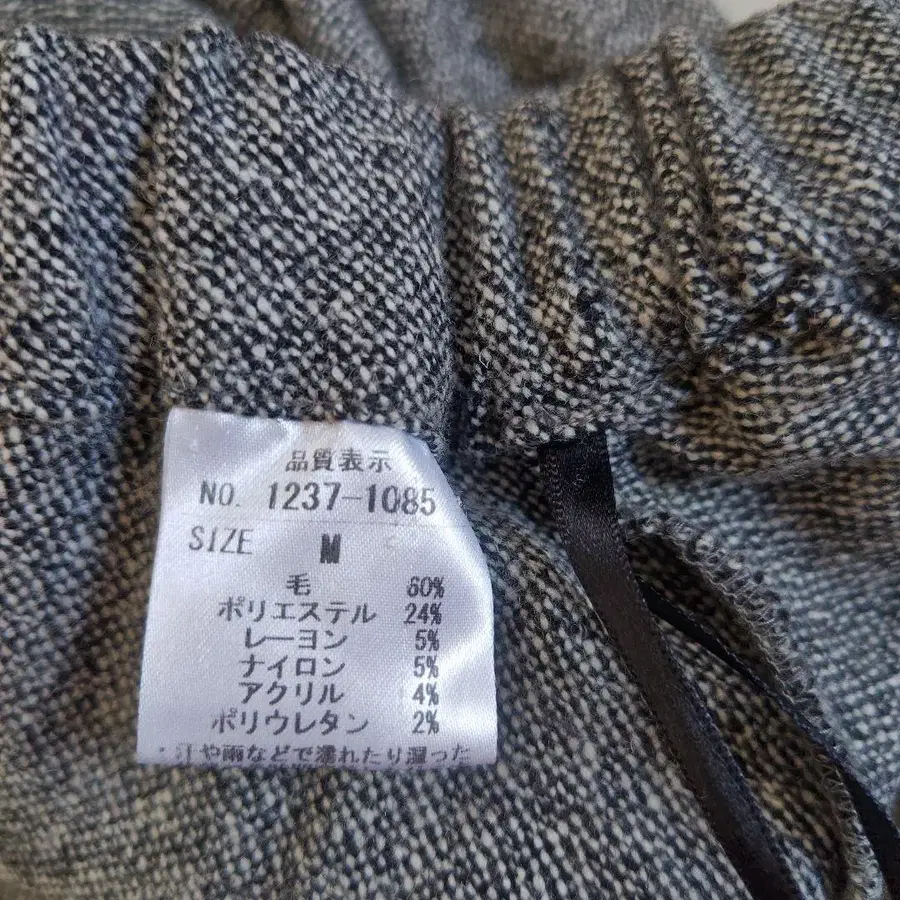 品質表示
NO. 1237-1085
SIZE M
毛 60%
ポリエステル 24%
レーヨン 5%
ナイロン 5%
アクリル 4%
ポリウレタン 2%
・汗や雨などで濡れたり湿った